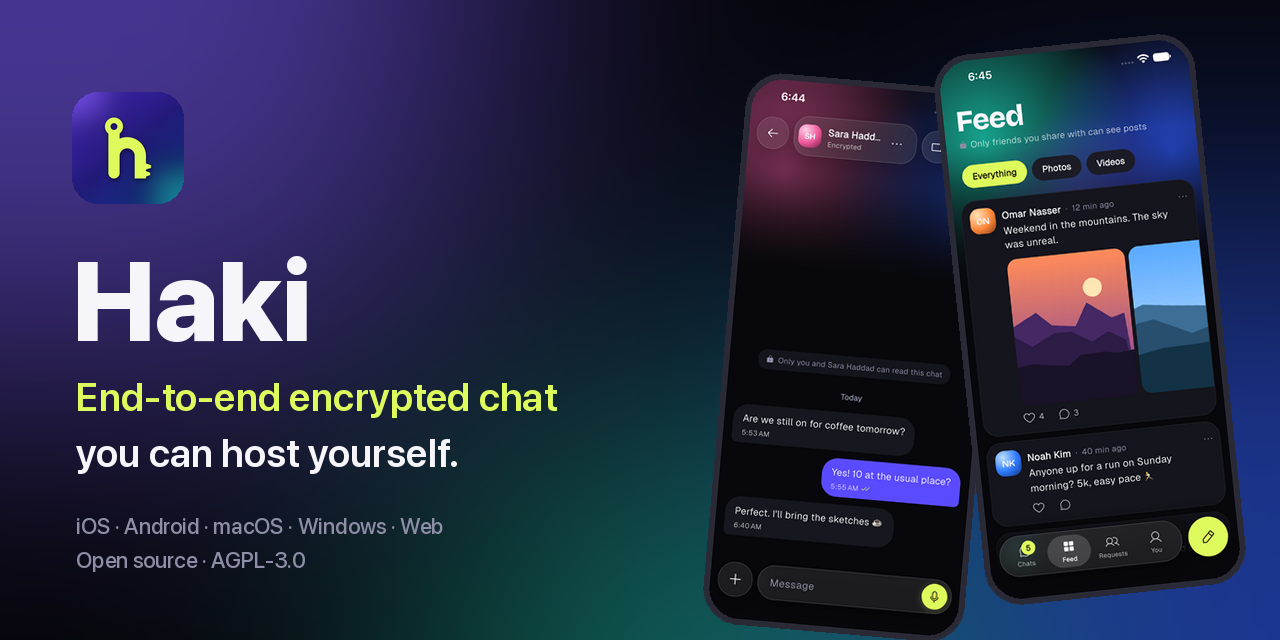 h
Haki
End-to-end encrypted chat
you can host yourself.
iOS · Android · macOS · Windows · Web
Open source · AGPL-3.0
6:44
SH
Sara Hadd...
Encrypted
Only you and Sara Haddad can read this chat
Today
Are we still on for coffee tomorrow?
5:53 AM
Yes! 10 at the usual place?
5:55 AM
Perfect. I'll bring the sketches ☕
6:40 AM
Message
6:45
Feed
Only friends you share with can see posts
Everything
Photos
Videos
ON
Omar Nasser · 12 min ago
Weekend in the mountains. The sky
was unreal.
4
3
NK
Noah Kim · 40 min ago
Anyone up for a run on Sunday
morning? 5k, easy pace 🏃
5
Chats
Feed
Requests
You